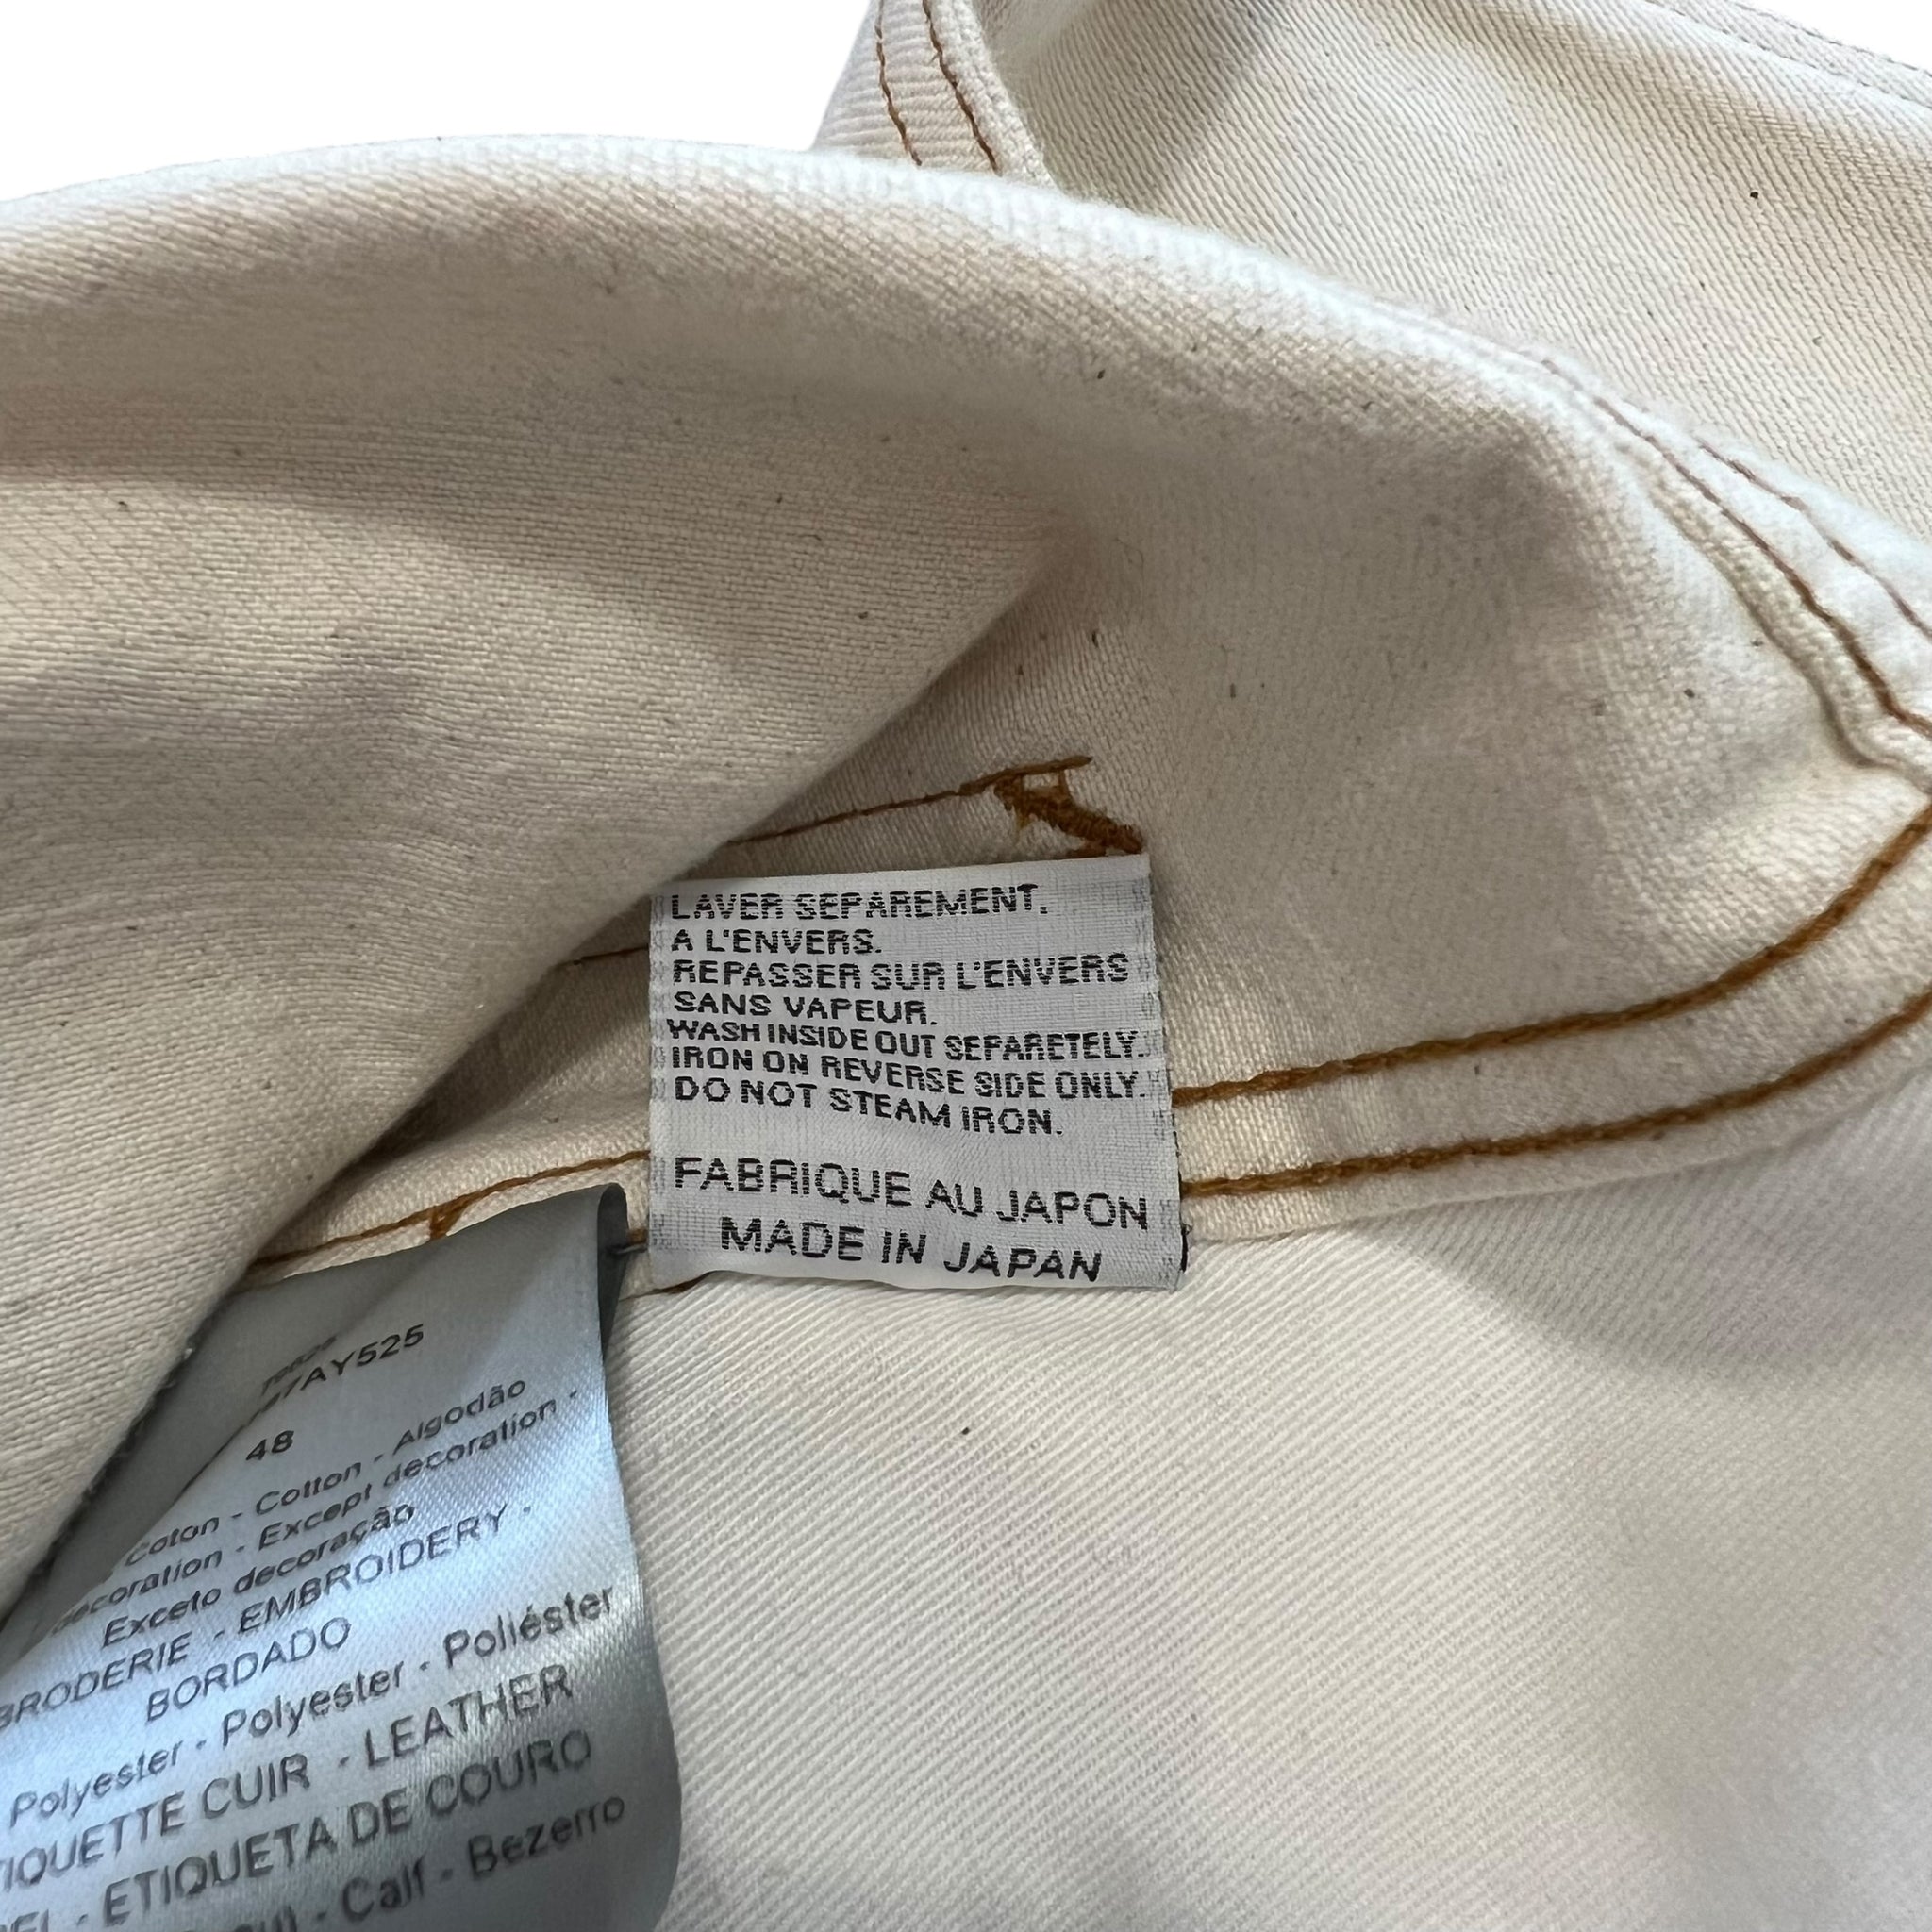 LAVER SEPAREMENT.
A L'ENVERS.
REPASSER SUR L'ENVERS
SANS VAPEUR.
WASH INSIDE OUT SEPARETELY.
IRON ON REVERSE SIDE ONLY.
DO NOT STEAM IRON.
FABRIQUE AU JAPON
MADE IN JAPAN
7AY525
48
Coton - Cotton - Algodão
decoration - Except decoration -
Exceto decoração
BRODERIE - EMBROIDERY -
BORDADO
Polyester - Polyester - Poliéster
TIQUETTE CUIR - LEATHER
- ETIQUETA DE COURO
- Calf - Bezerro